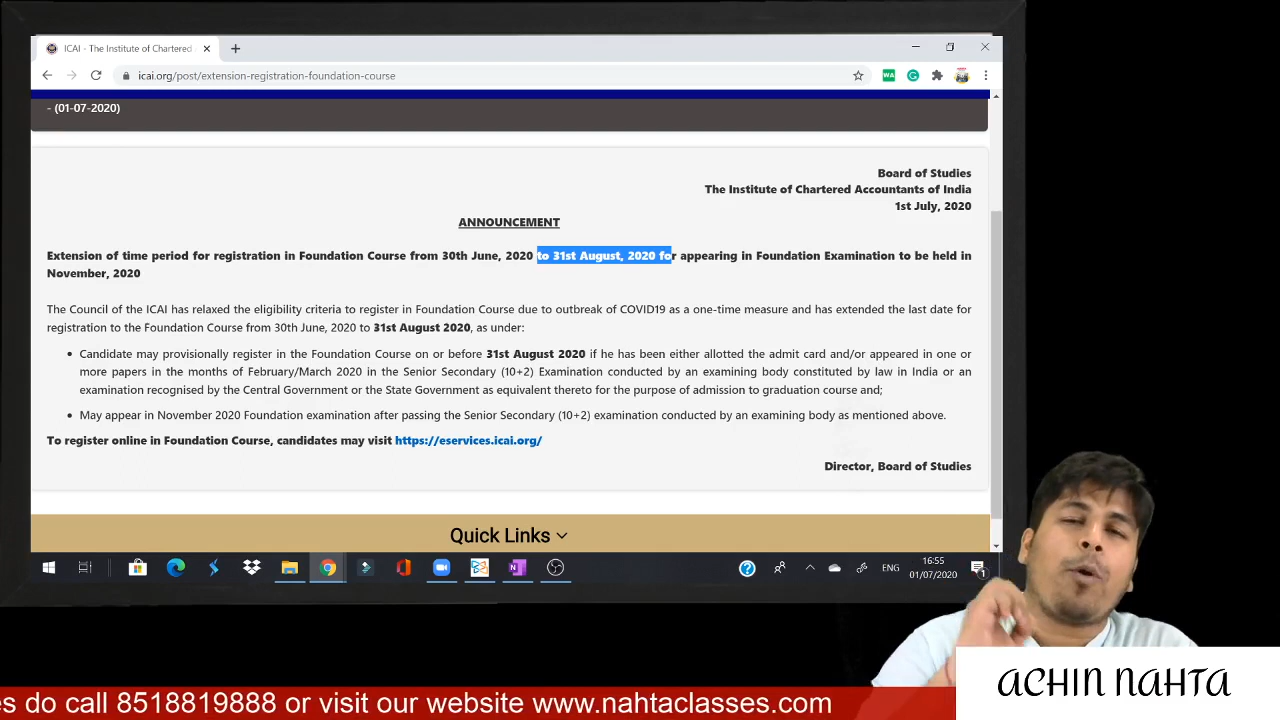 ICAI - The Institute of Chartered
icai.org/post/extension-registration-foundation-course
- (01-07-2020)
Board of Studies
The Institute of Chartered Accountants of India
1st July, 2020
ANNOUNCEMENT
Extension of time period for registration in Foundation Course from 30th June, 2020 to 31st August, 2020 for appearing in Foundation Examination to be held in
November, 2020
The Council of the ICAI has relaxed the eligibility criteria to register in Foundation Course due to outbreak of COVID19 as a one-time measure and has extended the last date for
registration to the Foundation Course from 30th June, 2020 to 31st August 2020, as under:
• Candidate may provisionally register in the Foundation Course on or before 31st August 2020 if he has been either allotted the admit card and/or appeared in one or
more papers in the months of February/March 2020 in the Senior Secondary (10+2) Examination conducted by an examining body constituted by law in India or an
examination recognised by the Central Government or the State Government as equivalent thereto for the purpose of admission to graduation course and;
• May appear in November 2020 Foundation examination after passing the Senior Secondary (10+2) examination conducted by an examining body as mentioned above.
To register online in Foundation Course, candidates may visit https://eservices.icai.org/
Director, Board of Studies
Quick Links
WA
ENG
16:55
01/07/2020
1
ACHIN NAHTA
es do call 8518819888 or visit our website www.nahtaclasses.com